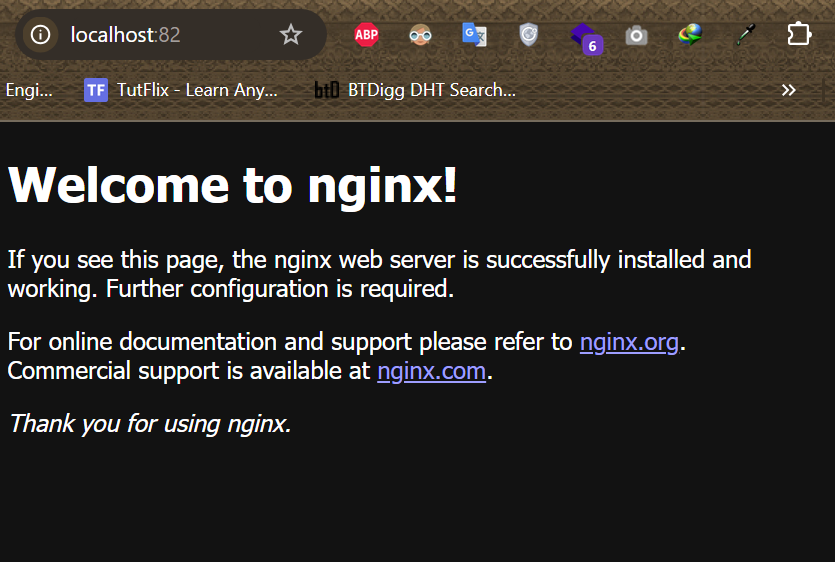 localhost:82
ABP
6
Engi...
TF TutFlix - Learn Any...
btD BTDigg DHT Search...
Welcome to nginx!
If you see this page, the nginx web server is successfully installed and
working. Further configuration is required.
For online documentation and support please refer to nginx.org.
Commercial support is available at nginx.com.
Thank you for using nginx.